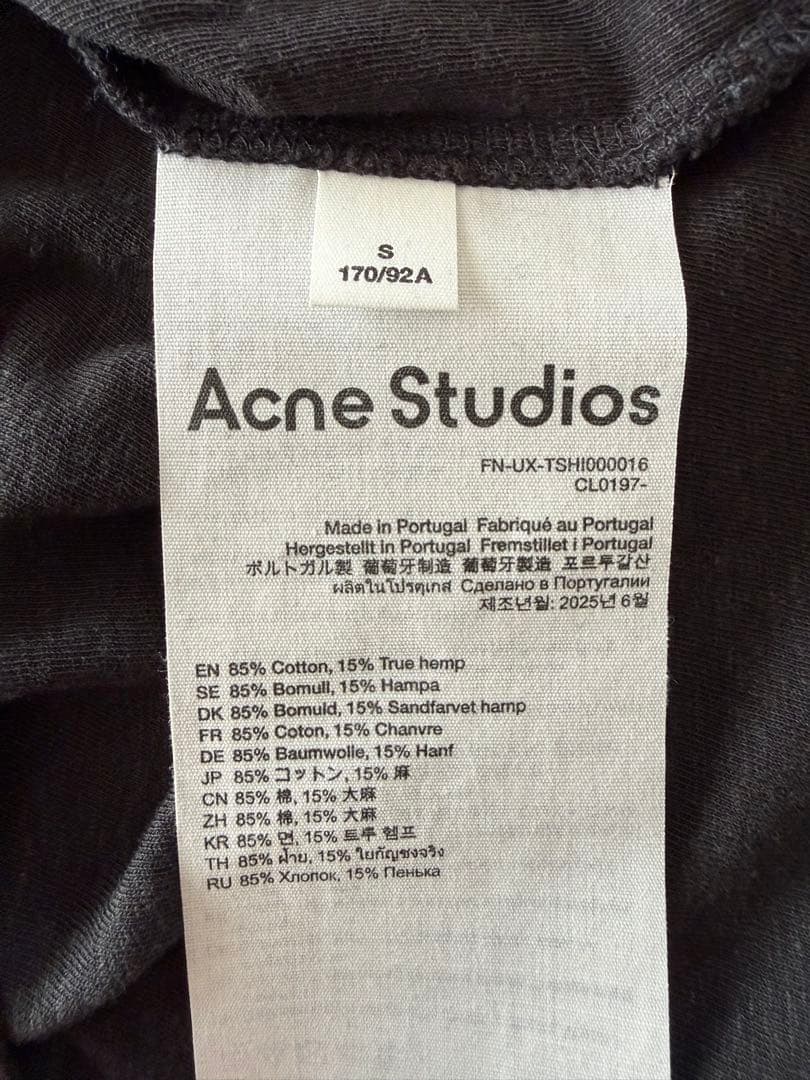 S
170/92A
Acne Studios
FN-UX-TSHI000016
CL0197-
Made in Portugal Fabriqué au Portugal
Hergestellt in Portugal Fremstillet i Portugal
ポルトガル製 葡萄牙制造 葡萄牙製造 포르투갈산
ผลิตในโปรตุเกส Сделано в Португалии
제조년월: 2025년 6월
EN 85% Cotton, 15% True hemp
SE 85% Bomull, 15% Hampa
DK 85% Bomuld, 15% Sandfarvet hamp
FR 85% Coton, 15% Chanvre
DE 85% Baumwolle, 15% Hanf
JP 85% コットン, 15% 麻
CN 85% 棉, 15% 大麻
ZH 85% 棉, 15% 大麻
KR 85% 면, 15% 트루 헴프
TH 85% ฝ้าย, 15% ใยกัญชงจริง
RU 85% Хлопок, 15% Пенька